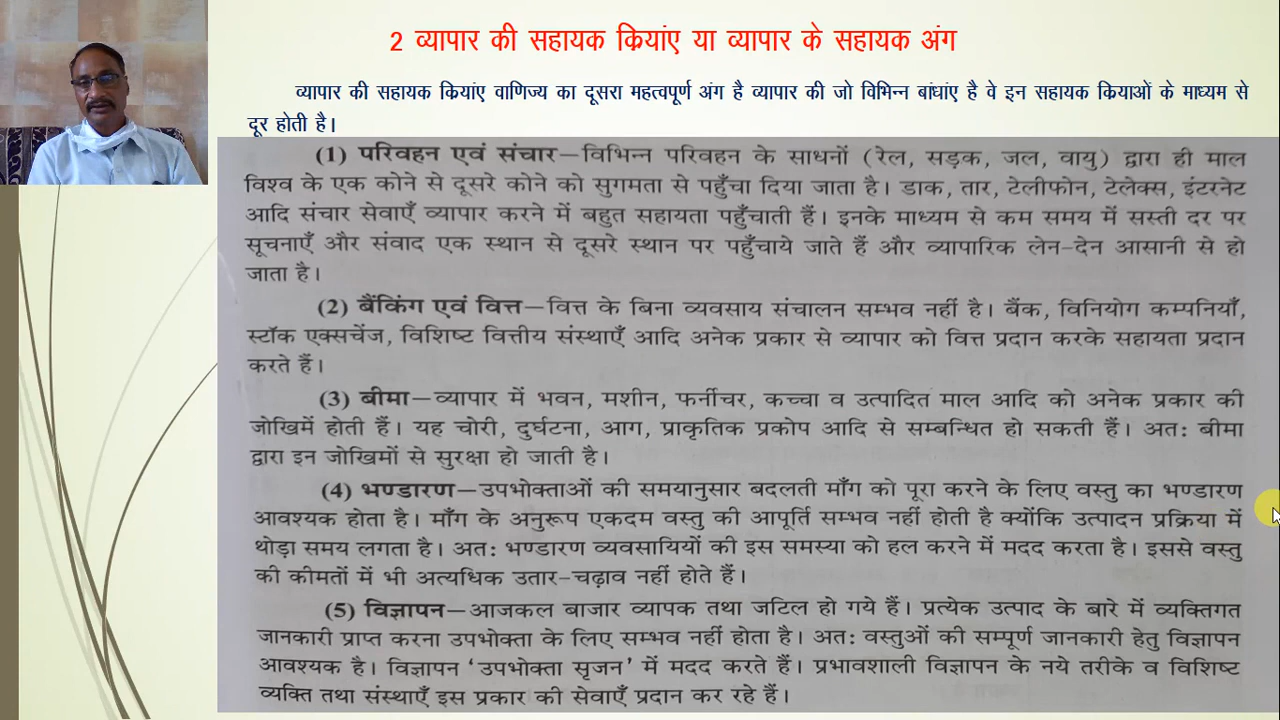 2 व्यापार की सहायक क्रियांए या व्यापार के सहायक अंग
व्यापार की सहायक क्रियांए वाणिज्य का दूसरा महत्वपूर्ण अंग है व्यापार की जो विभिन्न बांधांए है वे इन सहायक क्रियाओं के माध्यम से
दूर होती है।
(1) परिवहन एवं संचार—विभिन्न परिवहन के साधनों (रेल, सड़क, जल, वायु) द्वारा ही माल
विश्व के एक कोने से दूसरे कोने को सुगमता से पहुँचा दिया जाता है। डाक, तार, टेलीफोन, टेलेक्स, इंटरनेट
आदि संचार सेवाएँ व्यापार करने में बहुत सहायता पहुँचाती हैं। इनके माध्यम से कम समय में सस्ती दर पर
सूचनाएँ और संवाद एक स्थान से दूसरे स्थान पर पहुँचाये जाते हैं और व्यापारिक लेन-देन आसानी से हो
जाता है।
(2) बैंकिंग एवं वित्त—वित्त के बिना व्यवसाय संचालन सम्भव नहीं है। बैंक, विनियोग कम्पनियाँ,
स्टॉक एक्सचेंज, विशिष्ट वित्तीय संस्थाएँ आदि अनेक प्रकार से व्यापार को वित्त प्रदान करके सहायता प्रदान
करते हैं।
(3) बीमा—व्यापार में भवन, मशीन, फर्नीचर, कच्चा व उत्पादित माल आदि को अनेक प्रकार की
जोखिमें होती हैं। यह चोरी, दुर्घटना, आग, प्राकृतिक प्रकोप आदि से सम्बन्धित हो सकती हैं। अत: बीमा
द्वारा इन जोखिमों से सुरक्षा हो जाती है।
(4) भण्डारण—उपभोक्ताओं की समयानुसार बदलती माँग को पूरा करने के लिए वस्तु का भण्डारण
आवश्यक होता है। माँग के अनुरूप एकदम वस्तु की आपूर्ति सम्भव नहीं होती है क्योंकि उत्पादन प्रक्रिया में
थोड़ा समय लगता है। अत: भण्डारण व्यवसायियों की इस समस्या को हल करने में मदद करता है। इससे वस्तु
की कीमतों में भी अत्यधिक उतार-चढ़ाव नहीं होते हैं।
(5) विज्ञापन—आजकल बाजार व्यापक तथा जटिल हो गये हैं। प्रत्येक उत्पाद के बारे में व्यक्तिगत
जानकारी प्राप्त करना उपभोक्ता के लिए सम्भव नहीं होता है। अत: वस्तुओं की सम्पूर्ण जानकारी हेतु विज्ञापन
आवश्यक है। विज्ञापन ‘उपभोक्ता सृजन’ में मदद करते हैं। प्रभावशाली विज्ञापन के नये तरीके व विशिष्ट
व्यक्ति तथा संस्थाएँ इस प्रकार की सेवाएँ प्रदान कर रहे हैं।